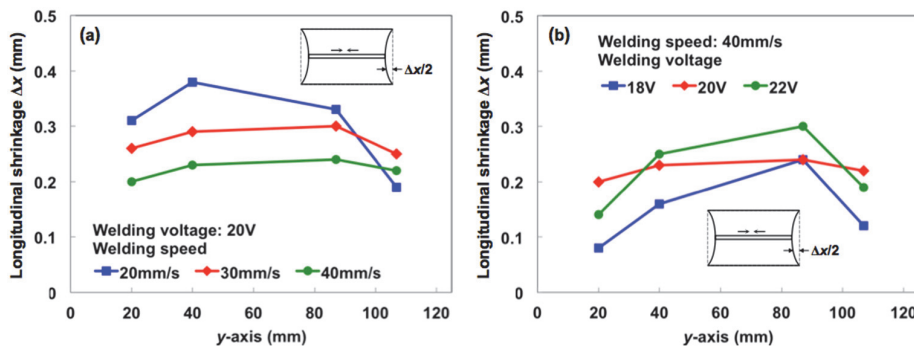 (a)
Longitudinal shrinkage Δx (mm)
0.5
0.4
0.3
0.2
0.1
0
Δx/2
Welding voltage: 20V
Welding speed
20mm/s 30mm/s 40mm/s
0 20 40 60 80 100 120
y-axis (mm)
(b)
Longitudinal shrinkage Δx (mm)
0.5
0.4
0.3
0.2
0.1
0
Welding speed: 40mm/s
Welding voltage
18V 20V 22V
Δx/2
0 20 40 60 80 100 120
y-axis (mm)